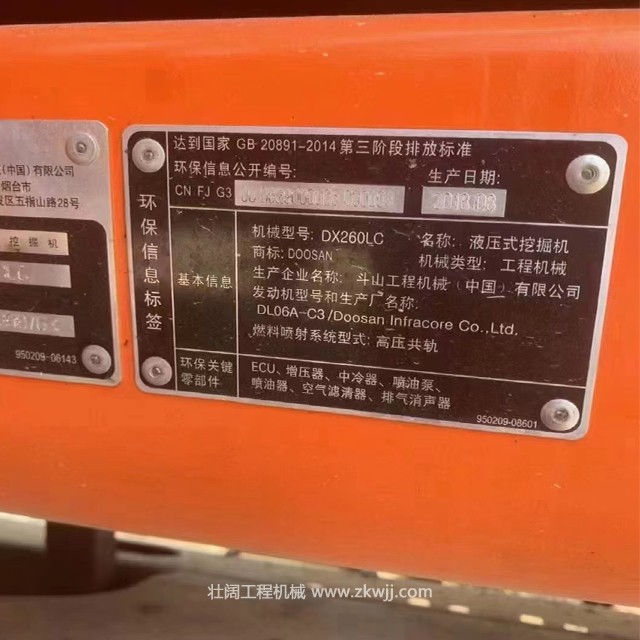 (中国)有限公司
烟台市
发区五指山路28号
挖掘机
950209-08143
环保信息标签
达到国家 GB 20891-2014 第三阶段排放标准
环保信息公开编号: 生产日期:
CN FJ G3
基本信息
机械型号: DX260LC 名称: 液压式挖掘机
商标: DOOSAN 机械类型: 工程机械
生产企业名称: 斗山工程机械(中国)有限公司
发动机型号和生产厂名称:
DL06A-C3/Doosan Infracore Co.,Ltd.
燃料喷射系统型式: 高压共轨
环保关键
零部件
ECU、增压器、中冷器、喷油泵、
喷油器、空气滤清器、排气消声器
950209-08601
壮阔工程机械 www.zkwjj.com